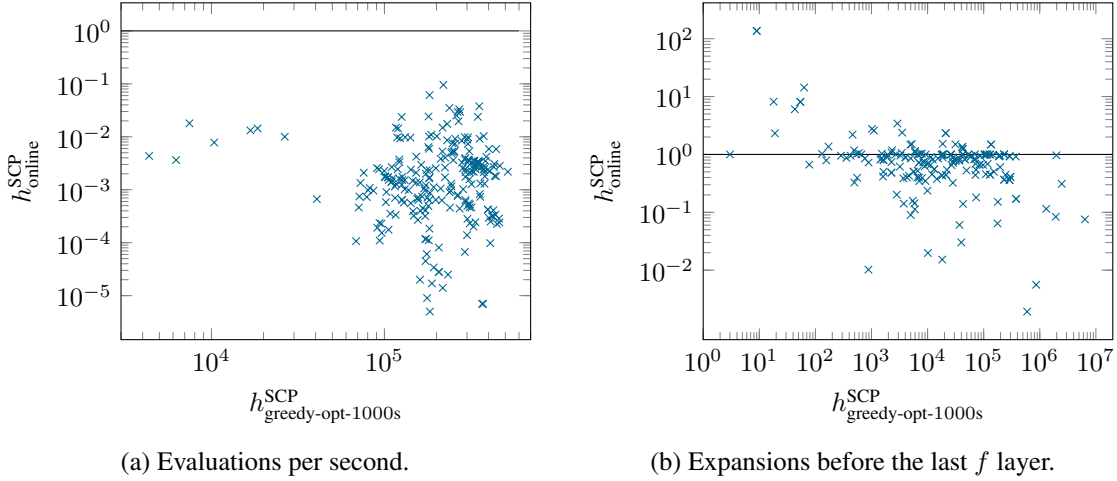 10^0
10^-1
10^-2
10^-3
10^-4
10^-5
h^SCP_online
10^4 10^5
h^SCP_greedy-opt-1000s
(a) Evaluations per second.
10^2
10^1
10^0
10^-1
10^-2
h^SCP_online
10^0 10^1 10^2 10^3 10^4 10^5 10^6 10^7
h^SCP_greedy-opt-1000s
(b) Expansions before the last f layer.